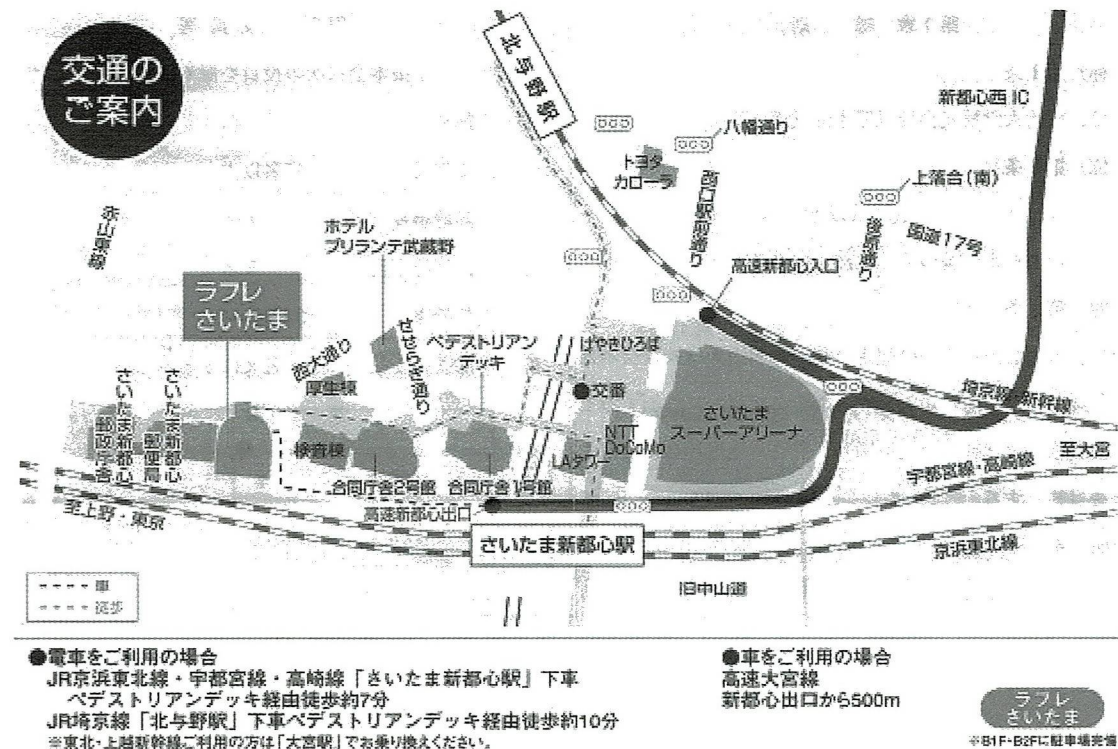 交通の
ご案内
北与野駅
新都心西IC
八幡通り
トヨタ
カローラ
西口駅前通り
上落合(南)
後原通り
国道17号
赤山東線
ホテル
ブリランテ武蔵野
高速新都心入口
ラフレ
さいたま
せせらぎ通り
西大通り
厚生棟
ペデストリアン
デッキ
けやきひろば
交番
さいたま新都心
郵政庁舎
さいたま新都心
郵便局
検査棟
合同庁舎2号館
合同庁舎1号館
LAタワー
NTT
DoCoMo
さいたま
スーパーアリーナ
埼京線・新幹線
至大宮
宇都宮線・高崎線
京浜東北線
至上野・東京
高速新都心出口
さいたま新都心駅
旧中山道
車
徒歩
●電車をご利用の場合
JR京浜東北線・宇都宮線・高崎線「さいたま新都心駅」下車
ペデストリアンデッキ経由徒歩約7分
JR埼京線「北与野駅」下車ペデストリアンデッキ経由徒歩約10分
※東北・上越新幹線ご利用の方は「大宮駅」でお乗り換えください。
●車をご利用の場合
高速大宮線
新都心出口から500m
ラフレ
さいたま
※B1F・B2Fに駐車場完備